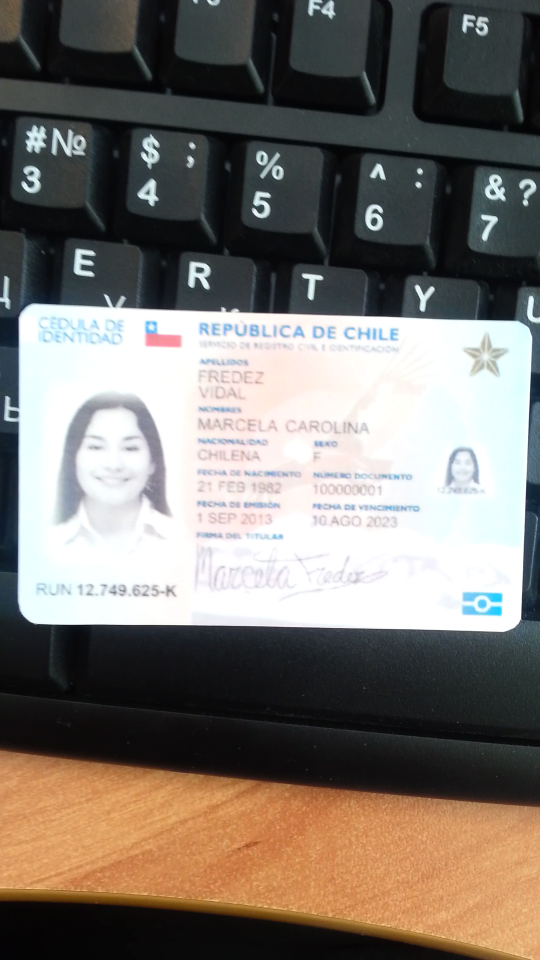 F4
F5
#№
3
$ ;
4
%
5
^ :
6
& ?
7
E
R
T
Y
CÉDULA DE
IDENTIDAD
REPÚBLICA DE CHILE
SERVICIO DE REGISTRO CIVIL E IDENTIFICACIÓN
APELLIDOS
FREDEZ
VIDAL
NOMBRES
MARCELA CAROLINA
NACIONALIDAD SEXO
CHILENA F
FECHA DE NACIMIENTO NÚMERO DOCUMENTO
21 FEB 1982 100000001
FECHA DE EMISIÓN FECHA DE VENCIMIENTO
1 SEP 2013 10 AGO 2023
FIRMA DEL TITULAR
Marcela Fredez
RUN 12.749.625-K
12.749.625-K